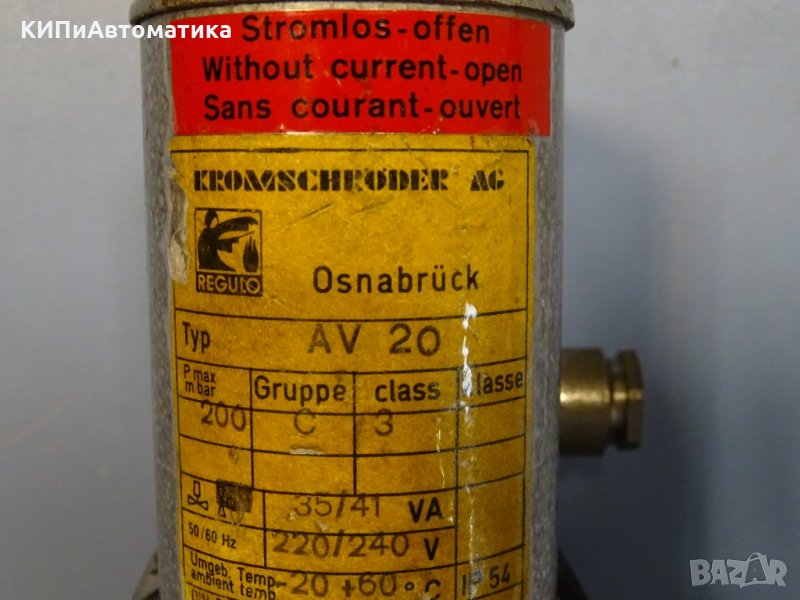 КИПиАвтоматика
Stromlos-offen
Without current-open
Sans courant-ouvert
KROMSCHRÖDER AG
REGULO
Osnabrück
Typ AV 20
P max
mbar Gruppe class Klasse
200 C 3
35/41 VA
50/60 Hz
220/240 V
Umgeb. Temp.
ambient temp -20 +60 °C IP 54
BAZAR